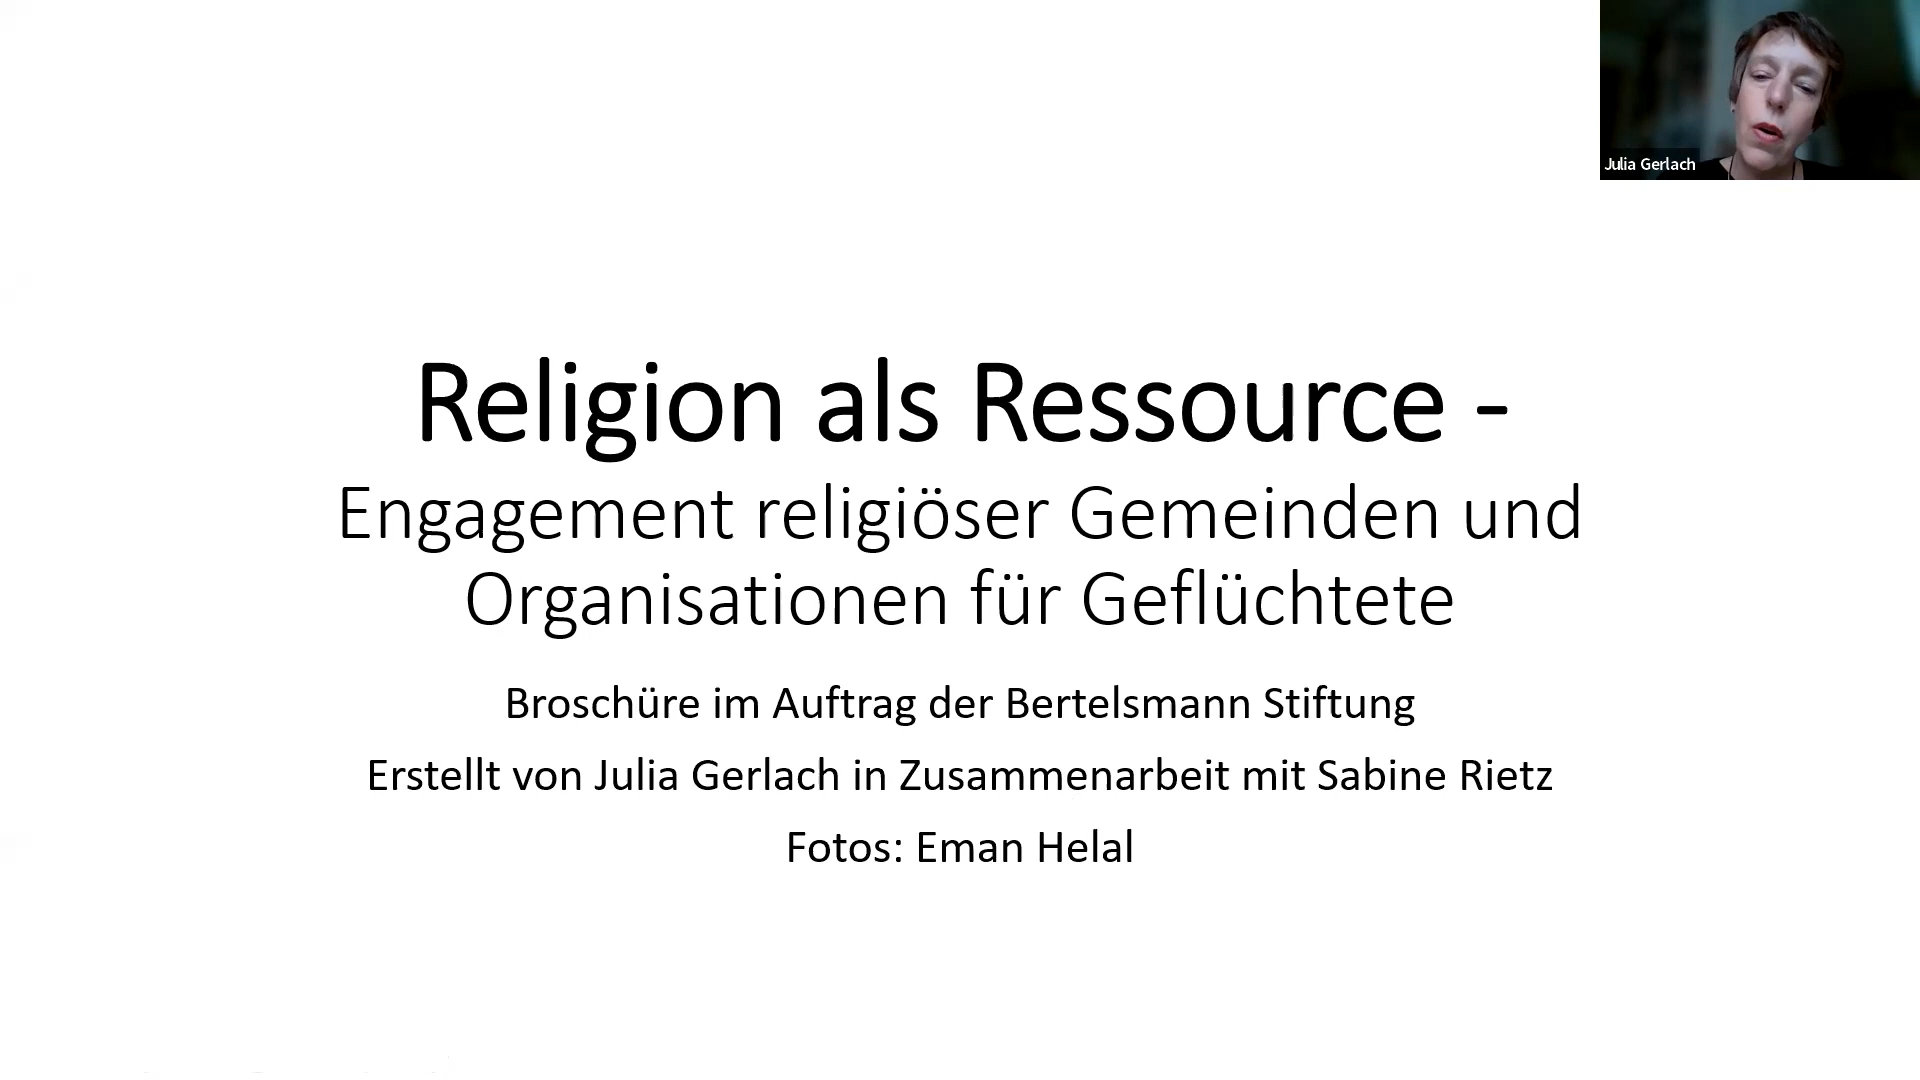 Julia Gerlach
Religion als Ressource -
Engagement religiöser Gemeinden und
Organisationen für Geflüchtete
Broschüre im Auftrag der Bertelsmann Stiftung
Erstellt von Julia Gerlach in Zusammenarbeit mit Sabine Rietz
Fotos: Eman Helal